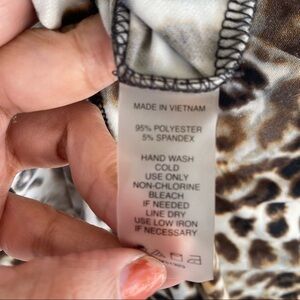 MADE IN VIETNAM
95% POLYESTER
5% SPANDEX
HAND WASH
COLD
USE ONLY
NON-CHLORINE
BLEACH
IF NEEDED
LINE DRY
USE LOW IRON
IF NECESSARY